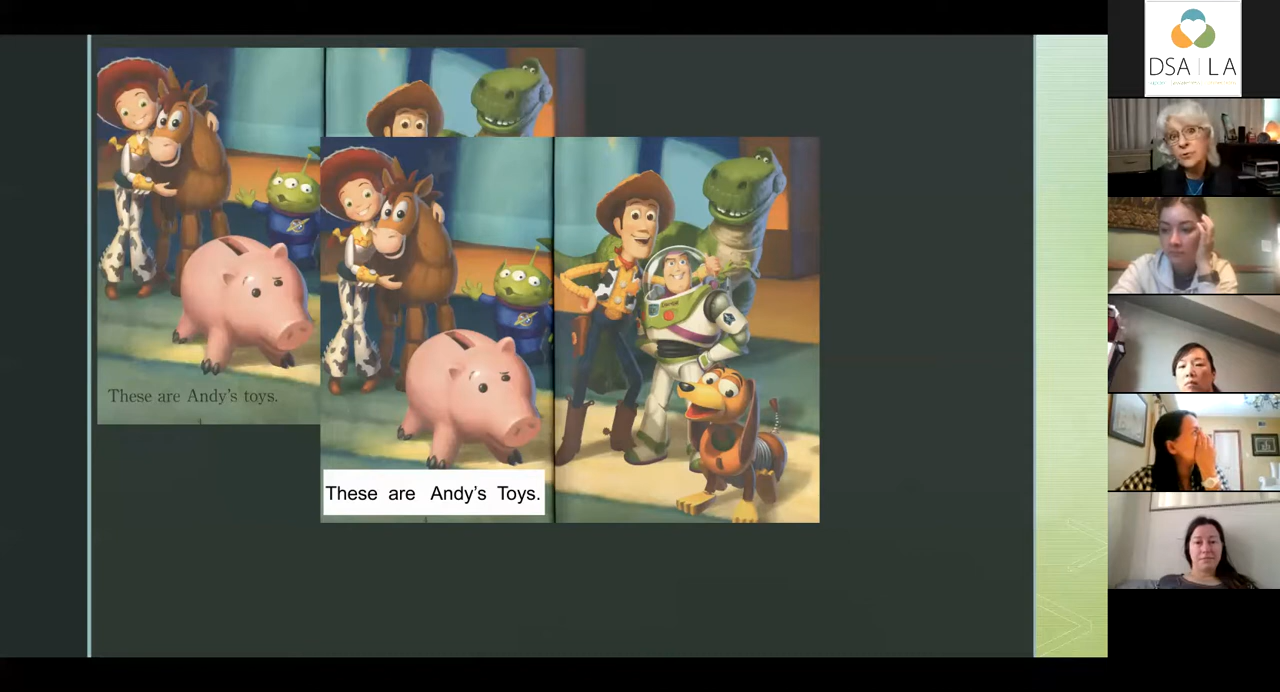 These are Andy's toys.
These are Andy's Toys.
DSA | LA